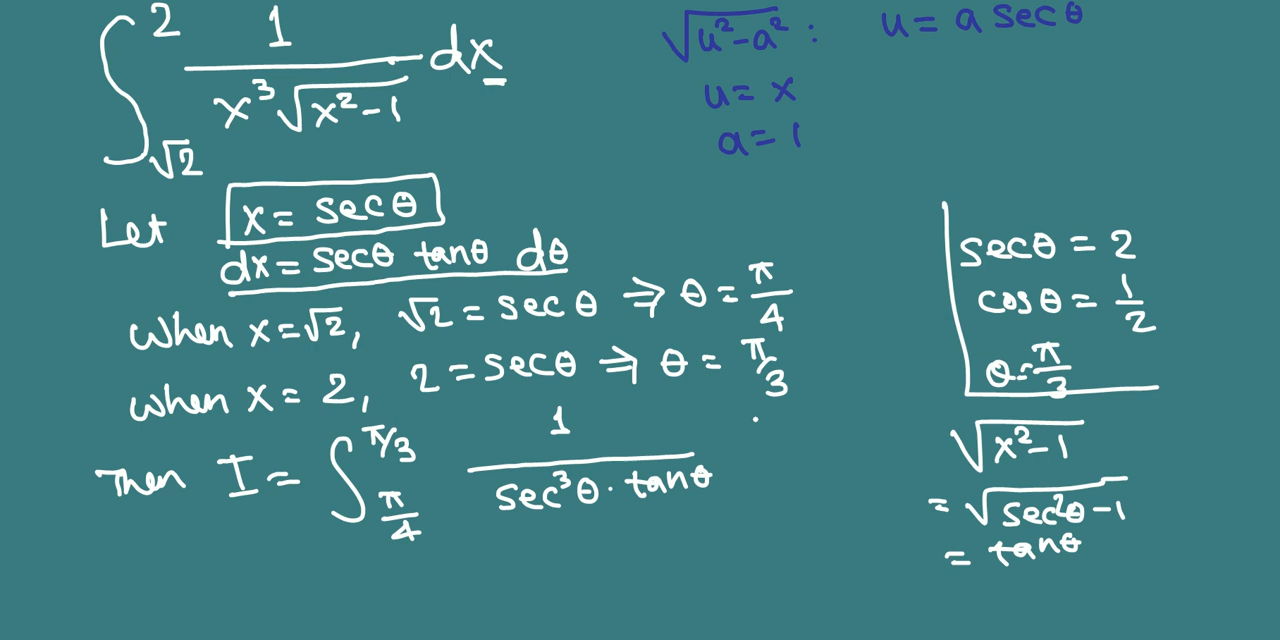 ∫_{√2}^{2} 1/(x³√(x²-1)) dx
√(u²-a²) : u = a secθ
u = x
a = 1
Let x = secθ
dx = secθ tanθ dθ
When x=√2, √2 = secθ ⇒ θ = π/4
When x = 2, 2 = secθ ⇒ θ = π/3
Then I = ∫_{π/4}^{π/3} 1/(sec³θ · tanθ)
secθ = 2
cosθ = 1/2
θ = π/3
√(x²-1)
= √(sec²θ-1)
= tanθ